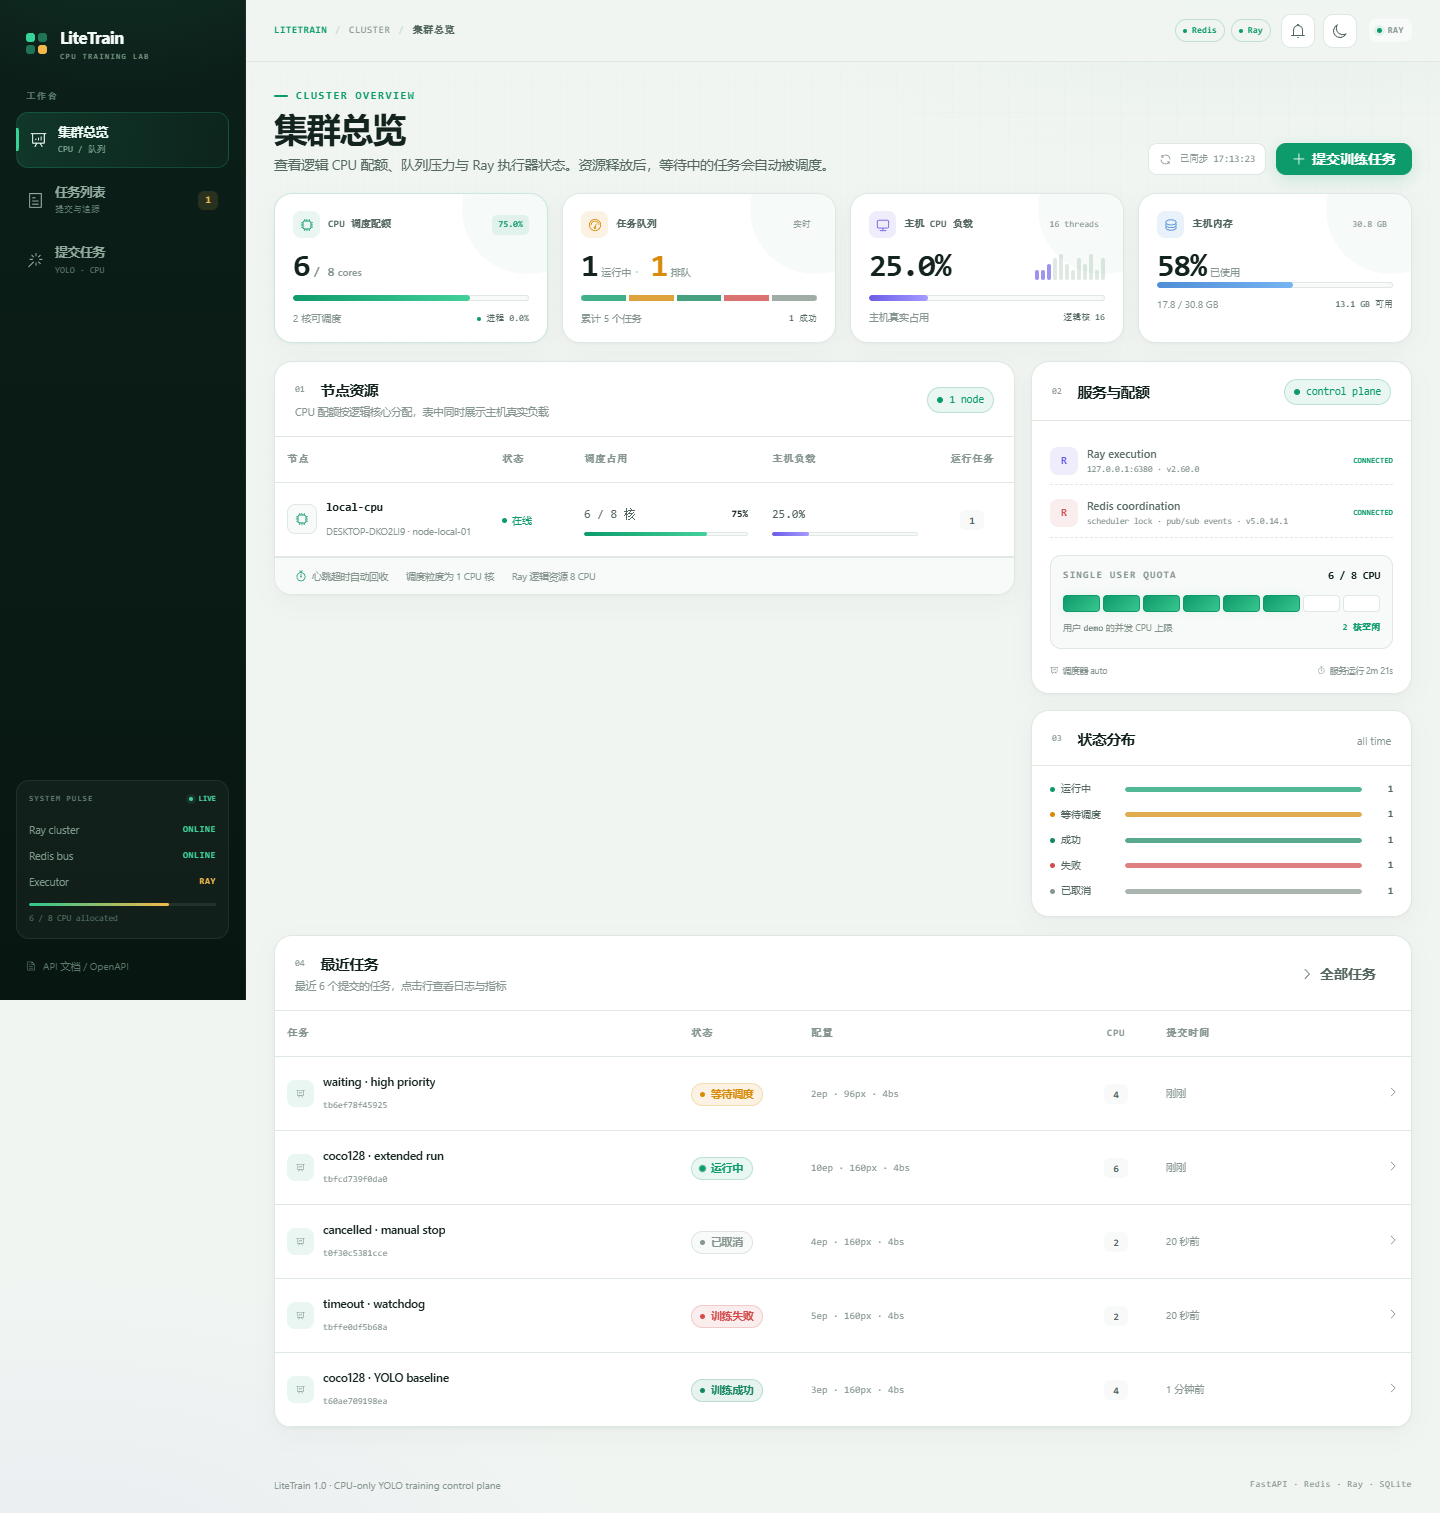 LiteTrain
CPU TRAINING LAB
工作台
集群总览
CPU / 队列
任务列表
提交与追踪
1
提交任务
YOLO · CPU
SYSTEM PULSE
LIVE
Ray cluster
ONLINE
Redis bus
ONLINE
Executor
RAY
6 / 8 CPU allocated
API 文档 / OpenAPI
LITETRAIN / CLUSTER / 集群总览
Redis
Ray
RAY
CLUSTER OVERVIEW
集群总览
查看逻辑 CPU 配额、队列压力与 Ray 执行器状态。资源释放后，等待中的任务会自动被调度。
已同步 17:13:23
提交训练任务
CPU 调度配额
75.0%
6 / 8 cores
2 核可调度
进程 0.0%
任务队列
实时
1 运行中 · 1 排队
累计 5 个任务
1 成功
主机 CPU 负载
16 threads
25.0%
主机真实占用
逻辑核 16
主机内存
30.8 GB
58% 已使用
17.8 / 30.8 GB
13.1 GB 可用
01 节点资源
CPU 配额按逻辑核心分配，表中同时展示主机真实负载
1 node
节点 状态 调度占用 主机负载 运行任务
local-cpu
DESKTOP-DKO2LI9 · node-local-01
在线
6 / 8 核
75%
25.0%
1
心跳超时自动回收 调度粒度为 1 CPU 核 Ray 逻辑资源 8 CPU
02 服务与配额
control plane
R
Ray execution
127.0.0.1:6380 · v2.60.0
CONNECTED
R
Redis coordination
scheduler lock · pub/sub events · v5.0.14.1
CONNECTED
SINGLE USER QUOTA
6 / 8 CPU
用户 demo 的并发 CPU 上限
2 核空闲
调度器 auto
服务运行 2m 21s
03 状态分布
all time
运行中 1
等待调度 1
成功 1
失败 1
已取消 1
04 最近任务
最近 6 个提交的任务，点击行查看日志与指标
全部任务
任务 状态 配置 CPU 提交时间
waiting · high priority
tb6ef78f45925
等待调度
2ep · 96px · 4bs
4
刚刚
coco128 · extended run
tbfcd739f0da0
运行中
10ep · 160px · 4bs
6
刚刚
cancelled · manual stop
t0f30c5381cce
已取消
4ep · 160px · 4bs
2
20 秒前
timeout · watchdog
tbffe0df5b68a
训练失败
5ep · 160px · 4bs
2
20 秒前
coco128 · YOLO baseline
t60ae709198ea
训练成功
3ep · 160px · 4bs
4
1 分钟前
LiteTrain 1.0 · CPU-only YOLO training control plane
FastAPI · Redis · Ray · SQLite